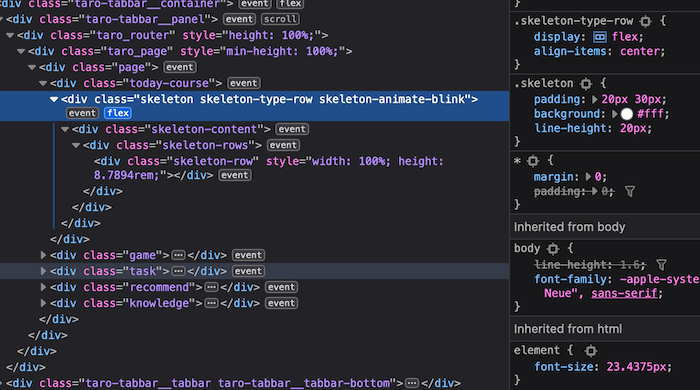 <div class="taro-tabbar__container"> event flex
<div class="taro-tabbar__panel"> event scroll
<div class="taro_router" style="height: 100%;">
<div class="taro_page" style="min-height: 100%;">
<div class="page"> event
<div class="today-course"> event
<div class="skeleton skeleton-type-row skeleton-animate-blink">
event flex
<div class="skeleton-content"> event
<div class="skeleton-rows"> event
<div class="skeleton-row" style="width: 100%; height:
8.7894rem;"></div> event
</div>
</div>
</div>
</div>
<div class="game"> ⋯ </div> event
<div class="task"> ⋯ </div> event
<div class="recommend"> ⋯ </div> event
<div class="knowledge"> ⋯ </div> event
</div>
</div>
</div>
</div>
<div class="taro-tabbar__tabbar taro-tabbar__tabbar-bottom"> ⋯ </div>
}
.skeleton-type-row {
display: flex;
align-items: center;
}
.skeleton {
padding: 20px 30px;
background: #fff;
line-height: 20px;
}
* {
margin: 0;
padding: 0;
}
Inherited from body
body {
line-height: 1.6;
font-family: -apple-syste
Neue", sans-serif;
}
Inherited from html
element {
font-size: 23.4375px;
}